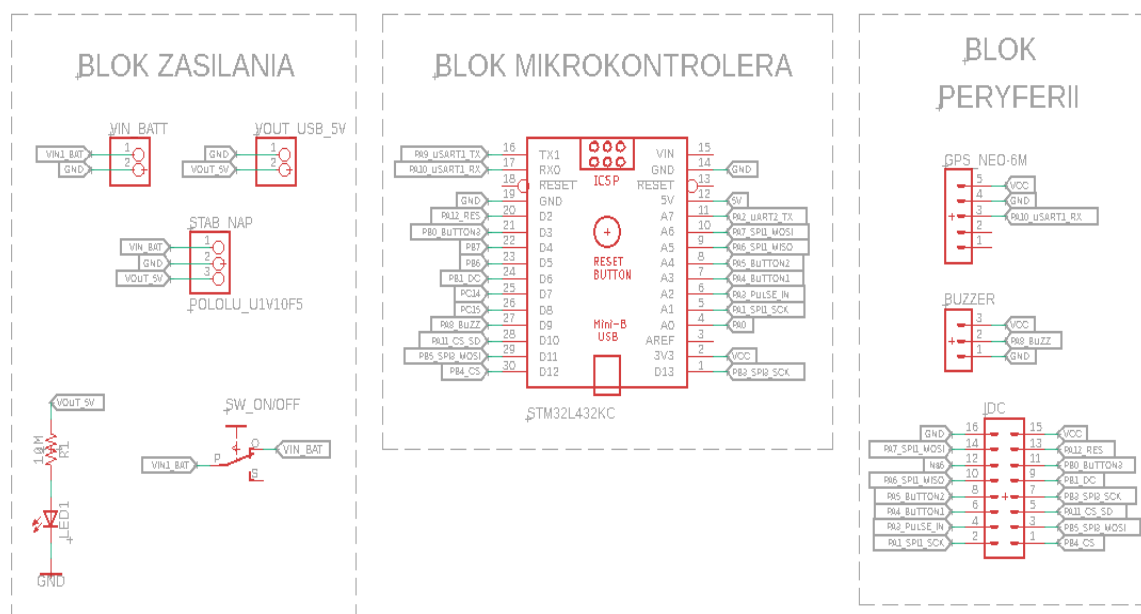 BLOK ZASILANIA
VIN_BATT
VIN1_BAT 1
GND 2
VOUT_USB_5V
GND 1
VOUT_5V 2
STAB_NAP
VIN_BAT 1
GND 2
VOUT_5V 3
POLOLU_U1V10F5
VOUT_5V
10M
R1
LED1
GND
SW_ON/OFF
VIN1_BAT P
O VIN_BAT
S
BLOK MIKROKONTROLERA
ICSP
RESET
BUTTON
Mini-B
USB
PA9_USART1_TX 16 TX1
PA10_USART1_RX 17 RX0
18 RESET
GND 19 GND
PA12_RES 20 D2
PB0_BUTTON3 21 D3
PB7 22 D4
PB6 23 D5
PB1_DC 24 D6
PC14 25 D7
PC15 26 D8
PA8_BUZZ 27 D9
PA11_CS_SD 28 D10
PB5_SPI3_MOSI 29 D11
PB4_CS 30 D12
VIN 15
GND 14 GND
RESET 13
5V 12 5V
A7 11 PA2_UART2_TX
A6 10 PA7_SPI1_MOSI
A5 9 PA6_SPI1_MISO
A4 8 PA5_BUTTON2
A3 7 PA4_BUTTON1
A2 6 PA3_PULSE_IN
A1 5 PA1_SPI1_SCK
A0 4 PA0
AREF 3
3V3 2 VCC
D13 1 PB3_SPI3_SCK
STM32L432KC
BLOK
PERYFERII
GPS_NEO-6M
5 VCC
4 GND
3 PA10_USART1_RX
2
1
BUZZER
3 VCC
2 PA8_BUZZ
1 GND
IDC
GND 16 15 VCC
PA7_SPI1_MOSI 14 13 PA12_RES
12 11 PB0_BUTTON3
PA6_SPI1_MISO 10 9 PB1_DC
PA5_BUTTON2 8 7 PB3_SPI3_SCK
PA4_BUTTON1 6 5 PA11_CS_SD
PA3_PULSE_IN 4 3 PB5_SPI3_MOSI
PA1_SPI1_SCK 2 1 PB4_CS